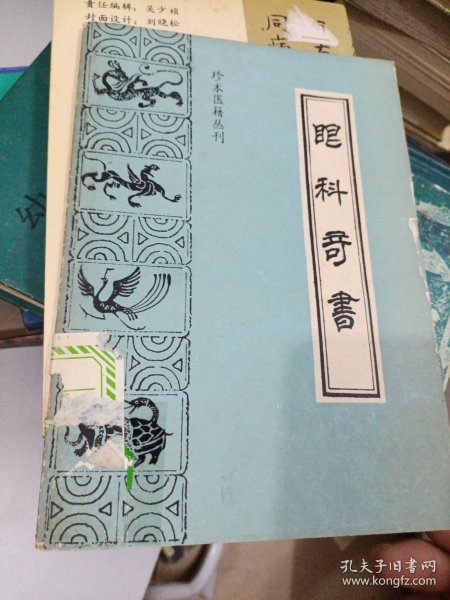 责任编辑：吴少祯
封面设计：刘晓松
珍本医籍丛刊
眼科奇書
幼
孔夫子旧书网
www.kongfz.com